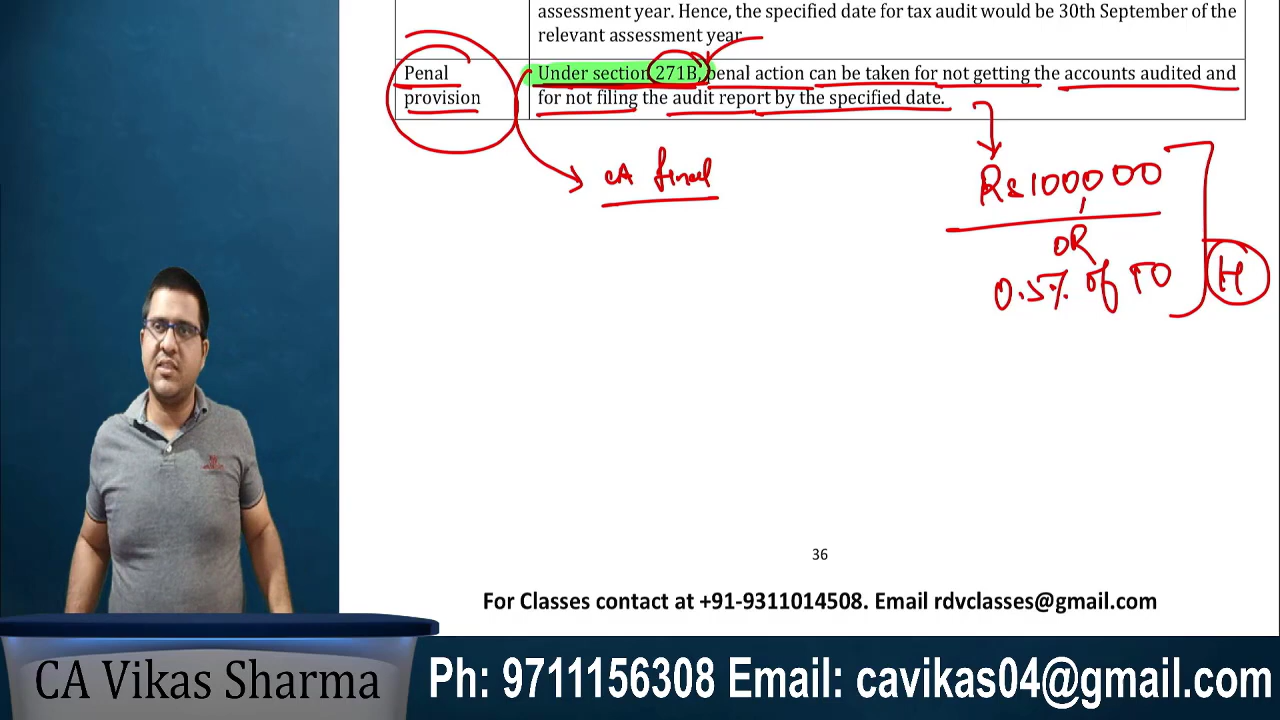 assessment year. Hence, the specified date for tax audit would be 30th September of the
relevant assessment year.
Penal
provision
Under section 271B, penal action can be taken for not getting the accounts audited and
for not filing the audit report by the specified date.
CA final
Rs 100000
OR
0.5% of TO
H
36
For Classes contact at +91-9311014508. Email rdvclasses@gmail.com
CA Vikas Sharma
Ph: 9711156308 Email: cavikas04@gmail.com